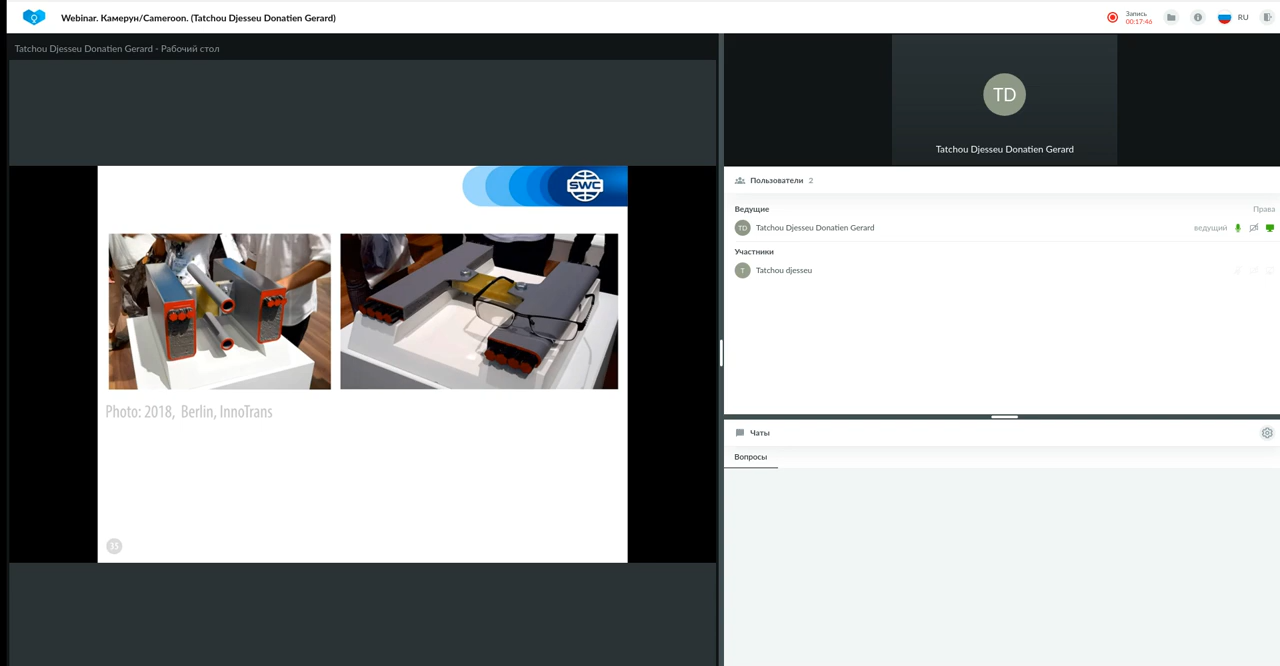 Webinar. Камерун/Cameroon. (Tatchou Djesseu Donatien Gerard)
Запись
00:17:46
RU
Tatchou Djesseu Donatien Gerard - Рабочий стол
SWC
Photo: 2018, Berlin, InnoTrans
35
TD
Tatchou Djesseu Donatien Gerard
Пользователи 2
Ведущие Права
TD Tatchou Djesseu Donatien Gerard ведущий
Участники
T Tatchou djesseu
Чаты
Вопросы